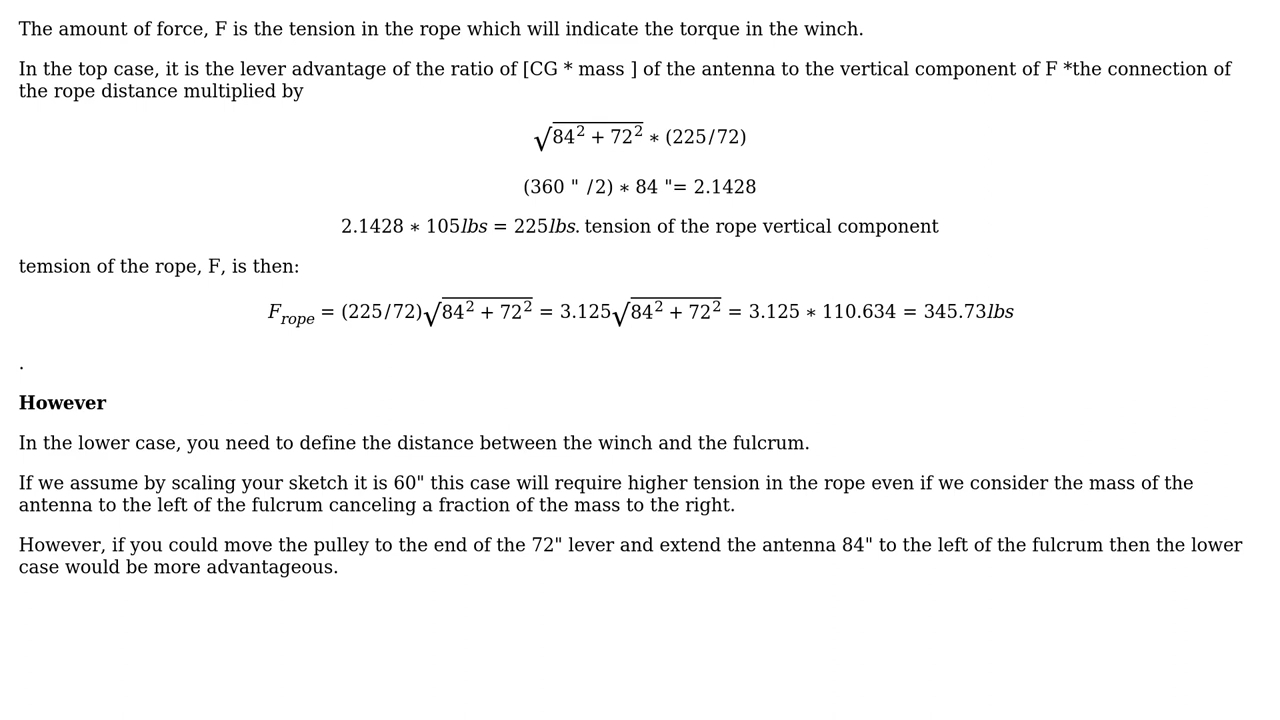 The amount of force, F is the tension in the rope which will indicate the torque in the winch.
In the top case, it is the lever advantage of the ratio of [CG * mass ] of the antenna to the vertical component of F *the connection of
the rope distance multiplied by
√84² + 72² ∗ (225/72)
(360 " /2) ∗ 84 "= 2.1428
2.1428 ∗ 105lbs = 225lbs. tension of the rope vertical component
temsion of the rope, F, is then:
F_rope = (225/72)√84² + 72² = 3.125√84² + 72² = 3.125 ∗ 110.634 = 345.73lbs
.
However
In the lower case, you need to define the distance between the winch and the fulcrum.
If we assume by scaling your sketch it is 60" this case will require higher tension in the rope even if we consider the mass of the
antenna to the left of the fulcrum canceling a fraction of the mass to the right.
However, if you could move the pulley to the end of the 72" lever and extend the antenna 84" to the left of the fulcrum then the lower
case would be more advantageous.